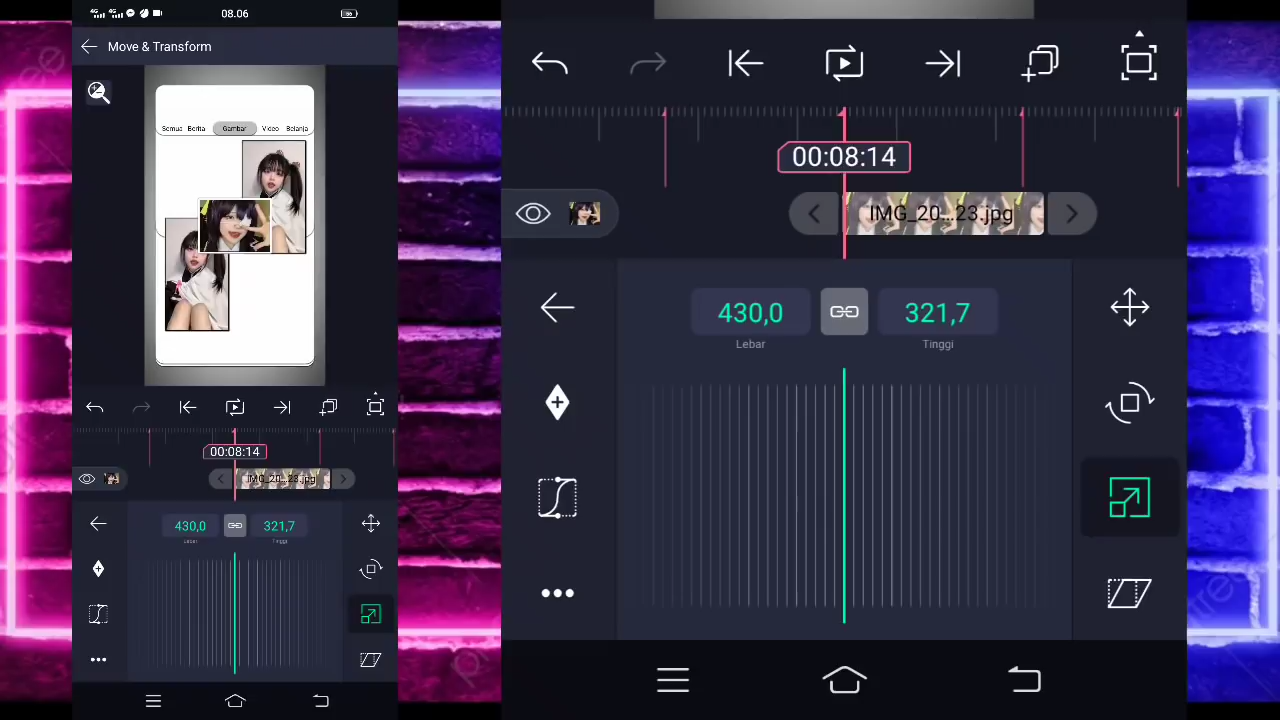 08.06
Move & Transform
Semua Berita Gambar Video Belanja
00:08:14
IMG_20...23.jpg
430,0 321,7
Lebar Tinggi
00:08:14
IMG_20...23.jpg
430,0 321,7
Lebar Tinggi